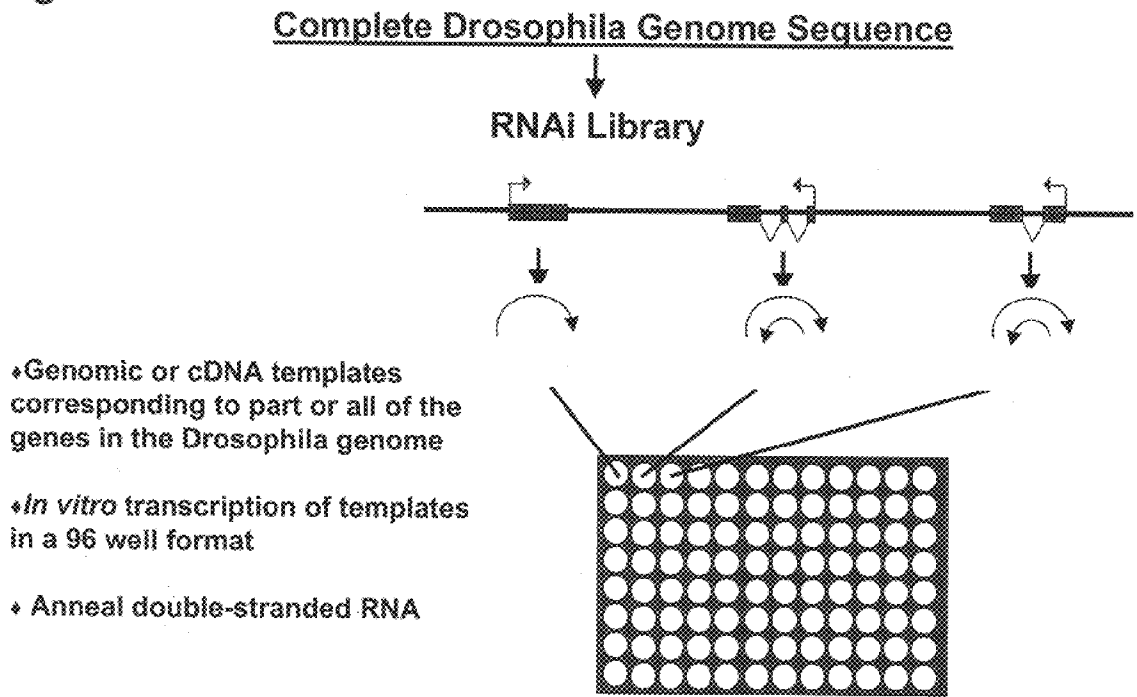 Complete Drosophila Genome Sequence
RNAi Library
♦Genomic or cDNA templates
corresponding to part or all of the
genes in the Drosophila genome
♦In vitro transcription of templates
in a 96 well format
♦ Anneal double-stranded RNA